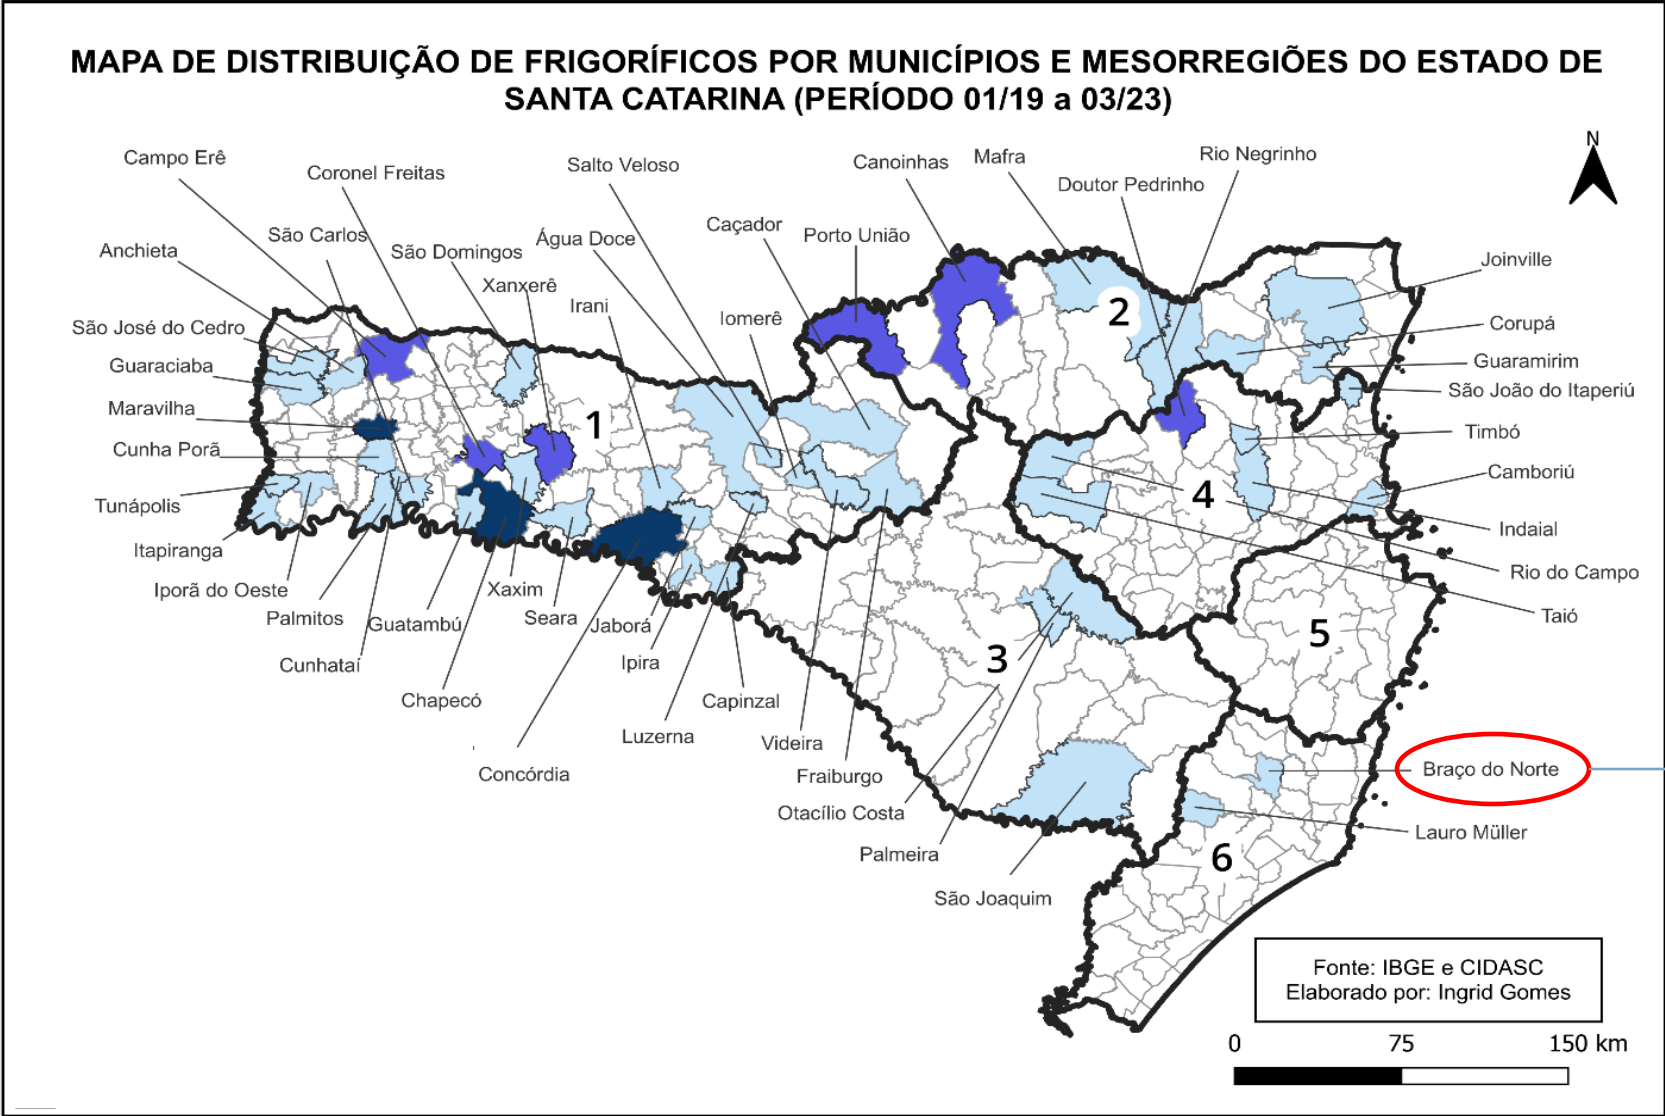 MAPA DE DISTRIBUIÇÃO DE FRIGORÍFICOS POR MUNICÍPIOS E MESORREGIÕES DO ESTADO DE
SANTA CATARINA (PERÍODO 01/19 a 03/23)
N
Campo Erê
Coronel Freitas
Salto Veloso
Canoinhas
Mafra
Rio Negrinho
Doutor Pedrinho
Anchieta
São Carlos
São Domingos
Água Doce
Caçador
Porto União
Joinville
Xanxerê
Irani
Iomerê
São José do Cedro
Corupá
Guaraciaba
Guaramirim
São João do Itaperiú
Maravilha
Timbó
Cunha Porã
Camboriú
Tunápolis
Indaial
Itapiranga
Rio do Campo
Iporã do Oeste
Taió
Palmitos
Guatambú
Xaxim
Seara
Jaborá
Cunhataí
Ipira
Chapecó
Capinzal
Luzerna
Videira
Concórdia
Fraiburgo
Otacílio Costa
Palmeira
São Joaquim
Braço do Norte
Lauro Müller
1
2
3
4
5
6
Fonte: IBGE e CIDASC
Elaborado por: Ingrid Gomes
0 75 150 km